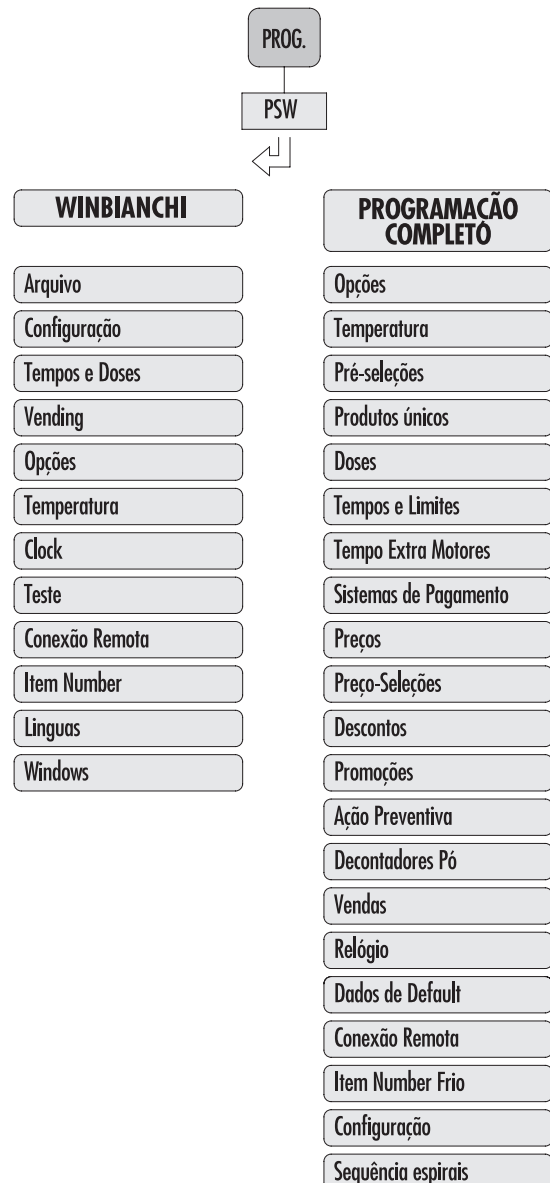 PROG.
PSW
WINBIANCHI
Arquivo
Configuração
Tempos e Doses
Vending
Opções
Temperatura
Clock
Teste
Conexão Remota
Item Number
Linguas
Windows
PROGRAMAÇÃO
COMPLETO
Opções
Temperatura
Pré-seleções
Produtos únicos
Doses
Tempos e Limites
Tempo Extra Motores
Sistemas de Pagamento
Preços
Preço-Seleções
Descontos
Promoções
Ação Preventiva
Decontadores Pó
Vendas
Relógio
Dados de Default
Conexão Remota
Item Number Frio
Configuração
Sequência espirais